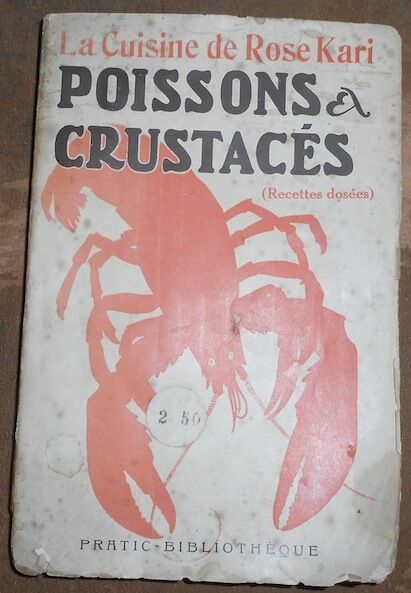 La Cuisine de Rose Kari
POISSONS &
CRUSTACÉS
(Recettes dosées)
2 50
PRATIC-BIBLIOTHÈQUE